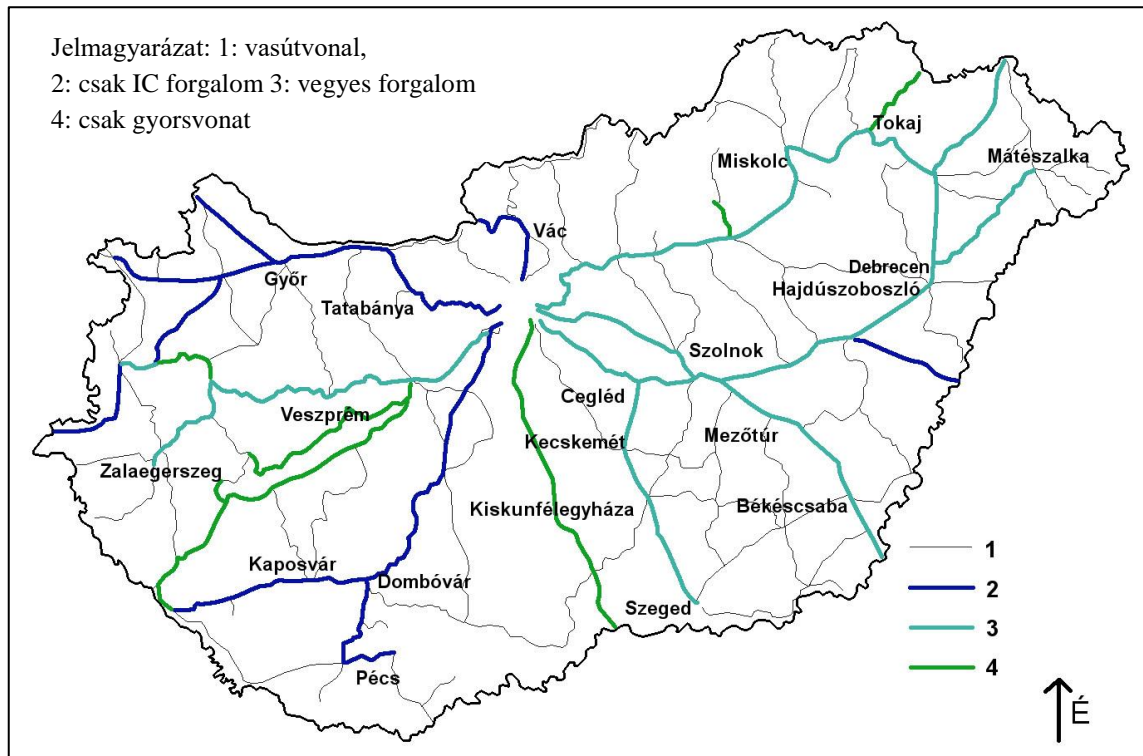 Jelmagyarázat: 1: vasútvonal,
2: csak IC forgalom 3: vegyes forgalom
4: csak gyorsvonat
Tokaj
Miskolc
Mátészalka
Vác
Debrecen
Győr
Hajdúszoboszló
Tatabánya
Szolnok
Cegléd
Veszprém
Mezőtúr
Kecskemét
Zalaegerszeg
Kiskunfélegyháza
Békéscsaba
1
Kaposvár
Dombóvár
2
Szeged
3
4
Pécs
É